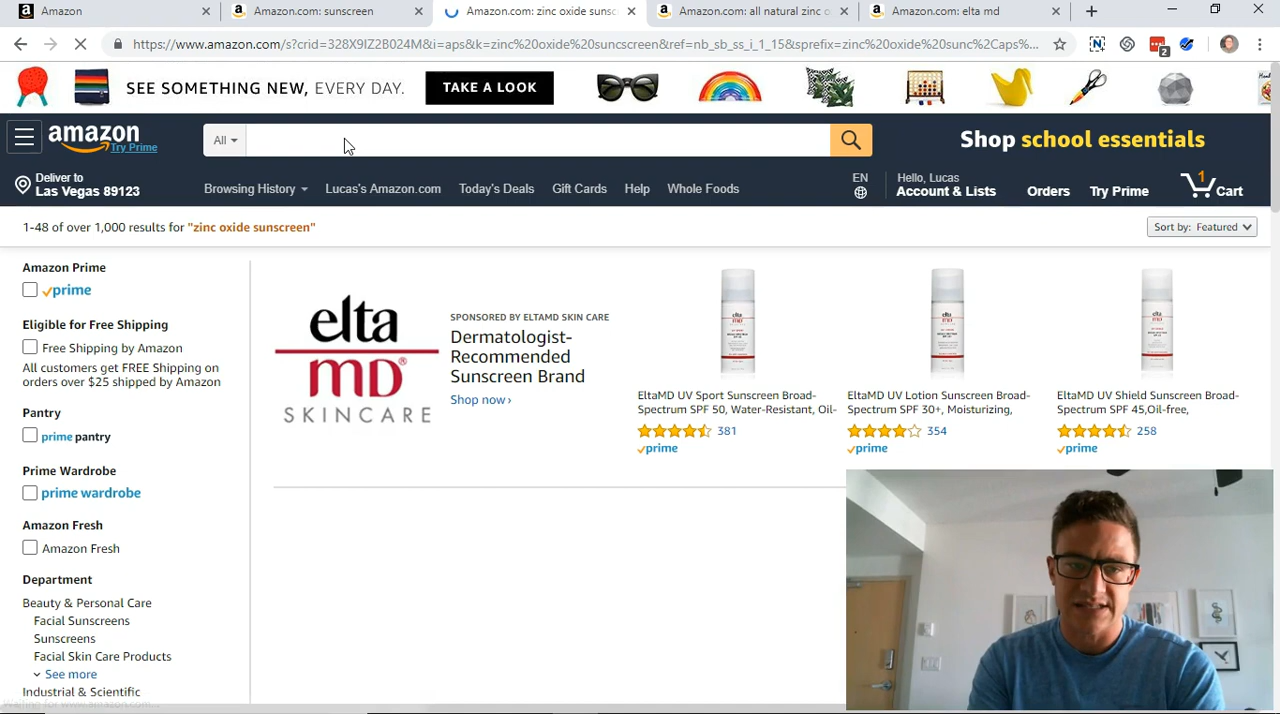 Amazon
Amazon.com: sunscreen
Amazon.com: zinc oxide sunsc
Amazon.com: all natural zinc o
Amazon.com: elta md
https://www.amazon.com/s?crid=328X9IZ2B024M&i=aps&k=zinc%20oxide%20sunscreen&ref=nb_sb_ss_i_1_15&sprefix=zinc%20oxide%20sunc%2Caps%...
2
SEE SOMETHING NEW, EVERY DAY.
TAKE A LOOK
amazon
Try Prime
All
Shop school essentials
Deliver to
Las Vegas 89123
Browsing History
Lucas's Amazon.com
Today's Deals
Gift Cards
Help
Whole Foods
EN
Hello, Lucas
Account & Lists
Orders
Try Prime
1
Cart
1-48 of over 1,000 results for "zinc oxide sunscreen"
Sort by: Featured
Amazon Prime
prime
Eligible for Free Shipping
Free Shipping by Amazon
All customers get FREE Shipping on
orders over $25 shipped by Amazon
Pantry
prime pantry
Prime Wardrobe
prime wardrobe
Amazon Fresh
Amazon Fresh
Department
Beauty & Personal Care
Facial Sunscreens
Sunscreens
Facial Skin Care Products
See more
Industrial & Scientific
Waiting for www.amazon.com...
elta
MD®
SKINCARE
SPONSORED BY ELTAMD SKIN CARE
Dermatologist-
Recommended
Sunscreen Brand
Shop now›
EltaMD UV Sport Sunscreen Broad-
Spectrum SPF 50, Water-Resistant, Oil-
381
prime
EltaMD UV Lotion Sunscreen Broad-
Spectrum SPF 30+, Moisturizing,
354
prime
EltaMD UV Shield Sunscreen Broad-
Spectrum SPF 45,Oil-free,
258
prime